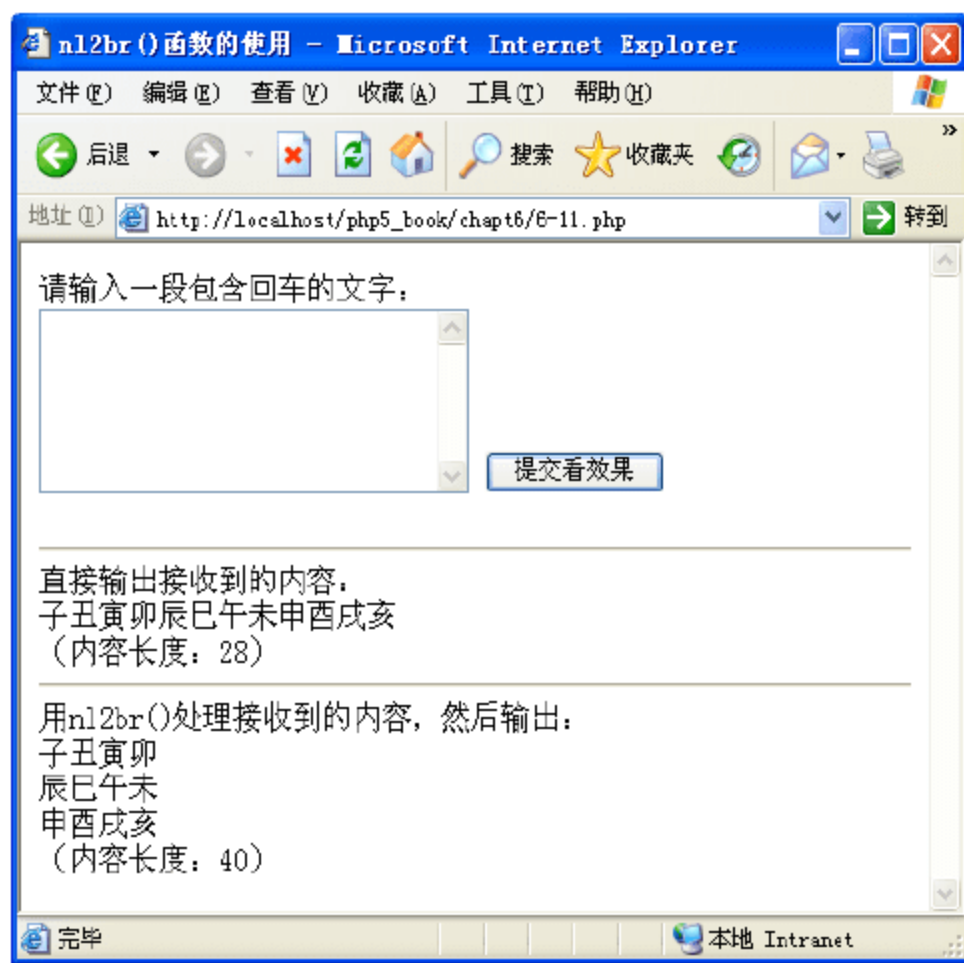 nl2br()函数的使用 - Microsoft Internet Explorer
文件(F) 编辑(E) 查看(V) 收藏(A) 工具(T) 帮助(H)
后退 搜索 收藏夹 »
地址(D) http://localhost/php5_book/chapt6/6-11.php 转到
请输入一段包含回车的文字:
提交看效果
直接输出接收到的内容:
子丑寅卯辰巳午未申酉戌亥
(内容长度:28)
用nl2br()处理接收到的内容,然后输出:
子丑寅卯
辰巳午未
申酉戌亥
(内容长度:40)
完毕 本地 Intranet